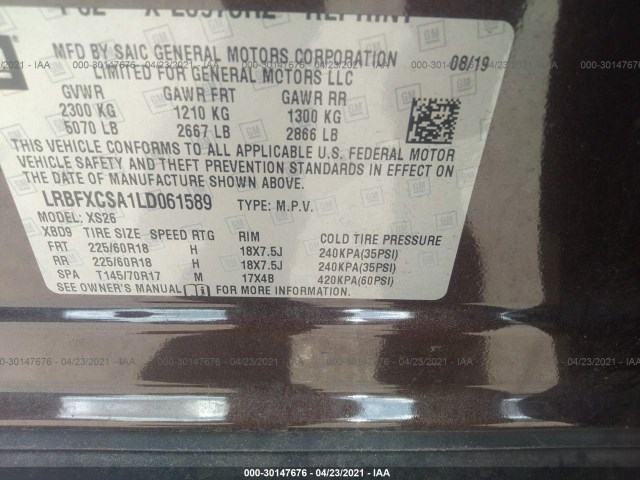 REPRINT
MFD BY SAIC GENERAL MOTORS CORPORATION 08/19
LIMITED FOR GENERAL MOTORS LLC
GVWR GAWR FRT GAWR RR
2300 KG 1210 KG 1300 KG
5070 LB 2667 LB 2866 LB
THIS VEHICLE CONFORMS TO ALL APPLICABLE U.S. FEDERAL MOTOR
VEHICLE SAFETY AND THEFT PREVENTION STANDARDS IN EFFECT ON
THE DATE OF MANUFACTURE SHOWN ABOVE.
LRBFXCSA1LD061589 TYPE: M.P.V.
MODEL: XS26
XBD9 TIRE SIZE SPEED RTG RIM COLD TIRE PRESSURE
FRT 225/60R18 H 18X7.5J 240KPA(35PSI)
RR 225/60R18 H 18X7.5J 240KPA(35PSI)
SPA T145/70R17 M 17X4B 420KPA(60PSI)
SEE OWNER'S MANUAL FOR MORE INFORMATION.
000-30147676 - 04/23/2021 - IAA